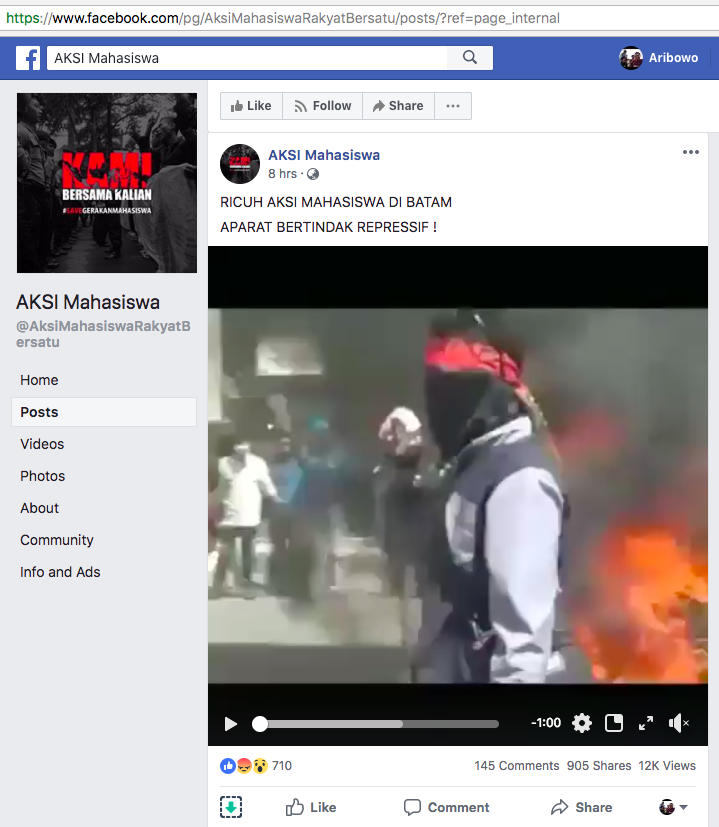 https://www.facebook.com/pg/AksiMahasiswaRakyatBersatu/posts/?ref=page_internal
f
AKSI Mahasiswa
Aribowo
KAMI
BERSAMA KALIAN
#SAVEGERAKANMAHASISWA
AKSI Mahasiswa
@AksiMahasiswaRakyatB
ersatu
Home
Posts
Videos
Photos
About
Community
Info and Ads
Like
Follow
Share
AKSI Mahasiswa
8 hrs ·
RICUH AKSI MAHASISWA DI BATAM
APARAT BERTINDAK REPRESSIF !
-1:00
710
145 Comments 905 Shares 12K Views
Like
Comment
Share